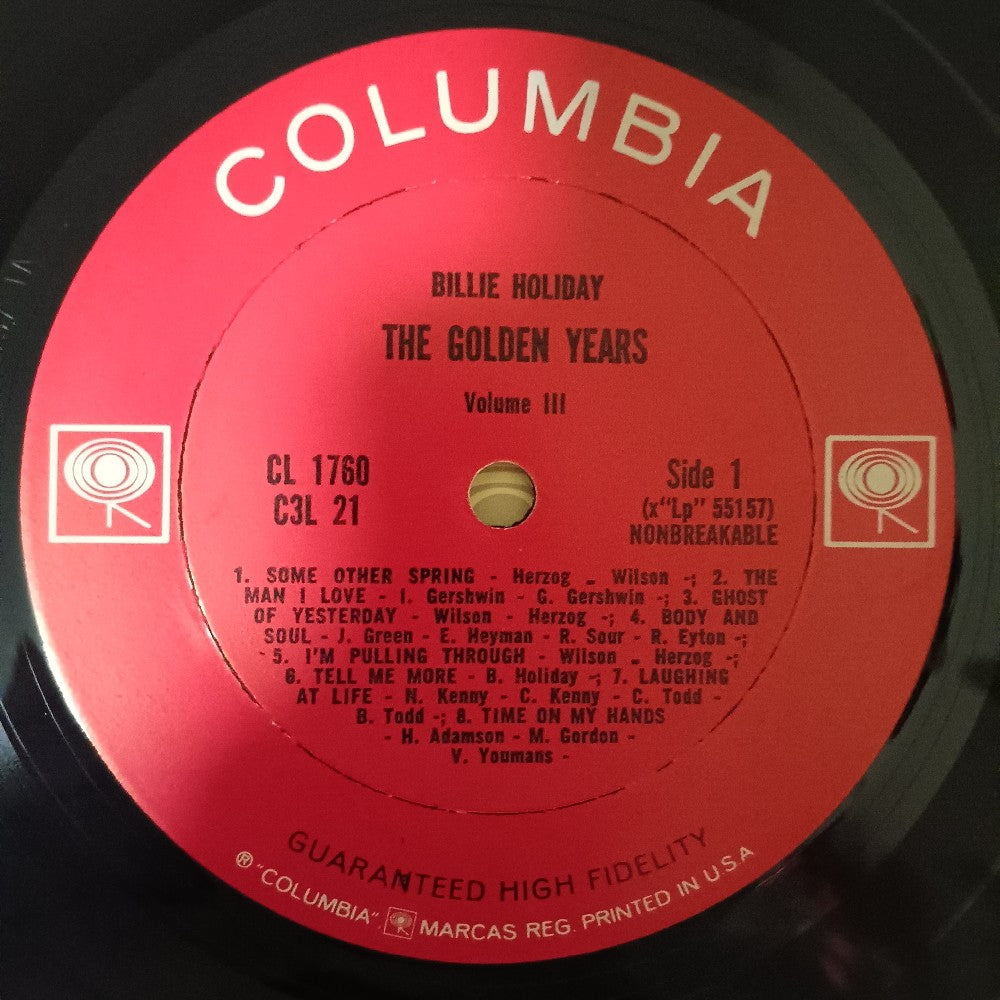 COLUMBIA
BILLIE HOLIDAY
THE GOLDEN YEARS
Volume III
CL 1760
C3L 21
Side 1
(x"Lp" 55157)
NONBREAKABLE
1. SOME OTHER SPRING - Herzog - Wilson -; 2. THE
MAN I LOVE - I. Gershwin - G. Gershwin -; 3. GHOST
OF YESTERDAY - Wilson - Herzog -; 4. BODY AND
SOUL - J. Green - E. Heyman - R. Sour - R. Eyton -;
5. I'M PULLING THROUGH - Wilson - Herzog -;
6. TELL ME MORE - B. Holiday -; 7. LAUGHING
AT LIFE - N. Kenny - C. Kenny - C. Todd -
B. Todd -; 8. TIME ON MY HANDS
- H. Adamson - M. Gordon -
V. Youmans -
GUARANTEED HIGH FIDELITY
® "COLUMBIA", MARCAS REG. PRINTED IN U.S.A